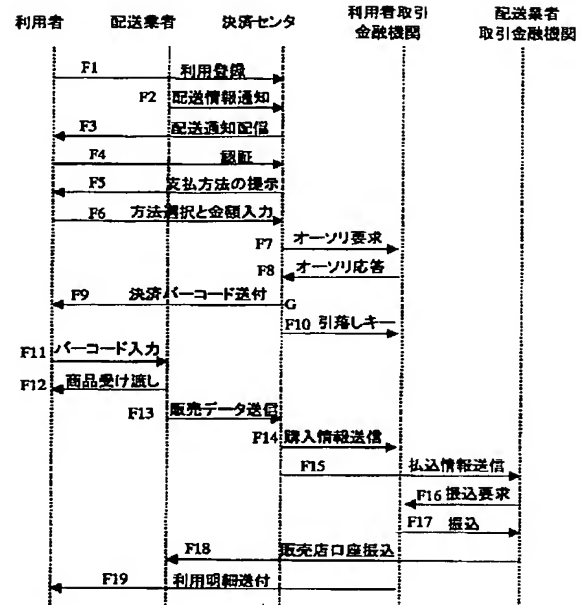 利用者 配送業者 決済センタ 利用者取引金融機関 配送業者取引金融機関
F1 利用登録
F2 配送情報通知
F3 配送通知配信
F4 認証
F5 支払方法の提示
F6 方法選択と金額入力
F7 オーソリ要求
F8 オーソリ応答
F9 決済バーコード送付 G
F10 引落しキー
F11 バーコード入力
F12 商品受け渡し
F13 販売データ送信
F14 購入情報送信
F15 払込情報送信
F16 振込要求
F17 振込
F18 販売店口座振込
F19 利用明細送付